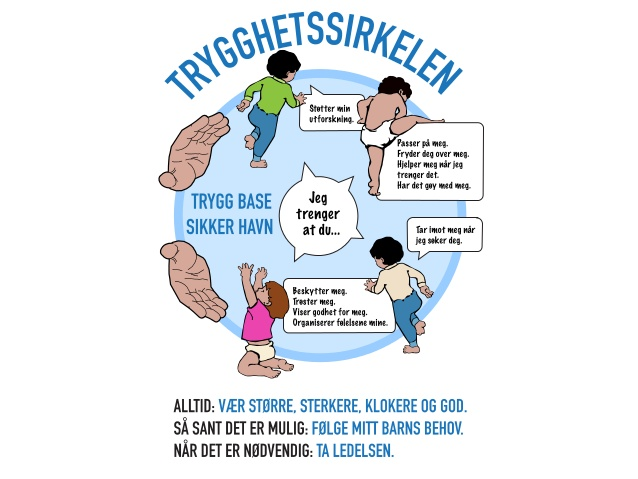 TRYGGHETSSIRKELEN
Støtter min
utforskning.
Passer på meg.
Fryder deg over meg.
Hjelper meg når jeg
trenger det.
Har det gøy med meg.
TRYGG BASE
SIKKER HAVN
Jeg
trenger
at du...
Tar imot meg når
jeg søker deg.
Beskytter meg.
Trøster meg.
Viser godhet for meg.
Organiserer følelsene mine.
ALLTID: VÆR STØRRE, STERKERE, KLOKERE OG GOD.
SÅ SANT DET ER MULIG: FØLGE MITT BARNS BEHOV.
NÅR DET ER NØDVENDIG: TA LEDELSEN.